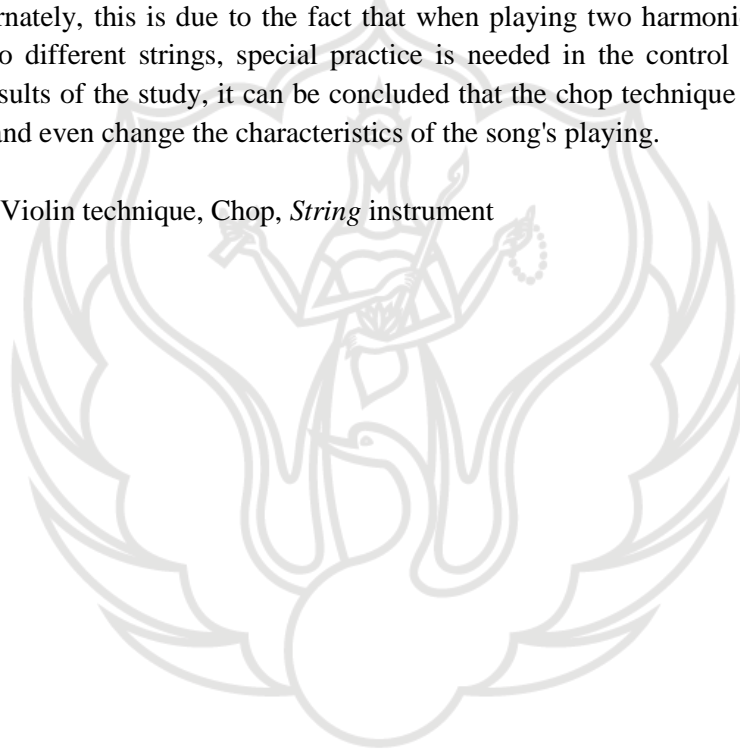 rnately, this is due to the fact that when playing two harmoni
o different strings, special practice is needed in the control
sults of the study, it can be concluded that the chop technique
and even change the characteristics of the song's playing.
Violin technique, Chop, String instrument